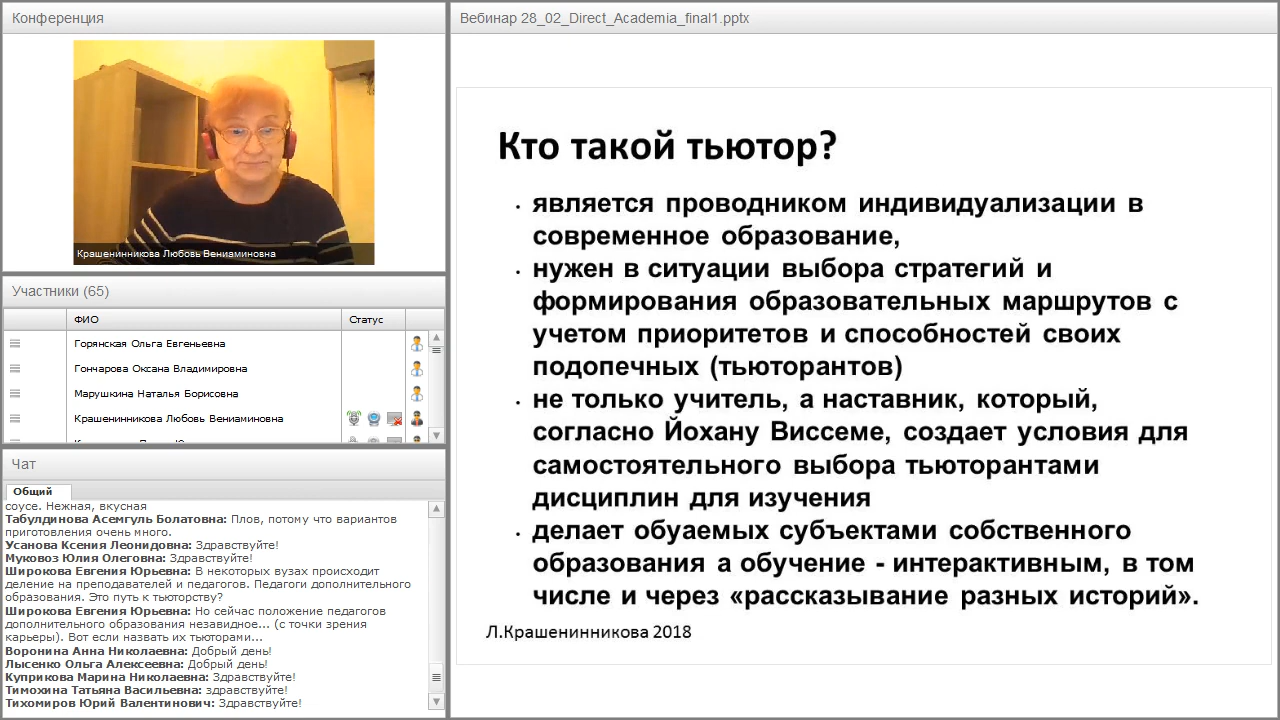 Конференция
Крашенинникова Любовь Вениаминовна
Участники (65)
ФИО
Статус
Горянская Ольга Евгеньевна
Гончарова Оксана Владимировна
Марушкина Наталья Борисовна
Крашенинникова Любовь Вениаминовна
Чат
Общий
соусе. Нежная, вкусная
Табулдинова Асемгуль Болатовна: Плов, потому что вариантов
приготовления очень много.
Усанова Ксения Леонидовна: Здравствуйте!
Муковоз Юлия Олеговна: Здравствуйте!
Широкова Евгения Юрьевна: В некоторых вузах происходит
деление на преподавателей и педагогов. Педагоги дополнительного
образования. Это путь к тьюторству?
Широкова Евгения Юрьевна: Но сейчас положение педагогов
дополнительного образования незавидное... (с точки зрения
карьеры). Вот если назвать их тьюторами...
Воронина Анна Николаевна: Добрый день!
Лысенко Ольга Алексеевна: Добрый день!
Куприкова Марина Николаевна: Здравствуйте!
Тимохина Татьяна Васильевна: здравствуйте!
Тихомиров Юрий Валентинович: Здравствуйте!
Вебинар 28_02_Direct_Academia_final1.pptx
Кто такой тьютор?
• является проводником индивидуализации в
современное образование,
• нужен в ситуации выбора стратегий и
формирования образовательных маршрутов с
учетом приоритетов и способностей своих
подопечных (тьюторантов)
• не только учитель, а наставник, который,
согласно Йохану Виссеме, создает условия для
самостоятельного выбора тьюторантами
дисциплин для изучения
• делает обуаемых субъектами собственного
образования а обучение - интерактивным, в том
числе и через «рассказывание разных историй».
Л.Крашенинникова 2018